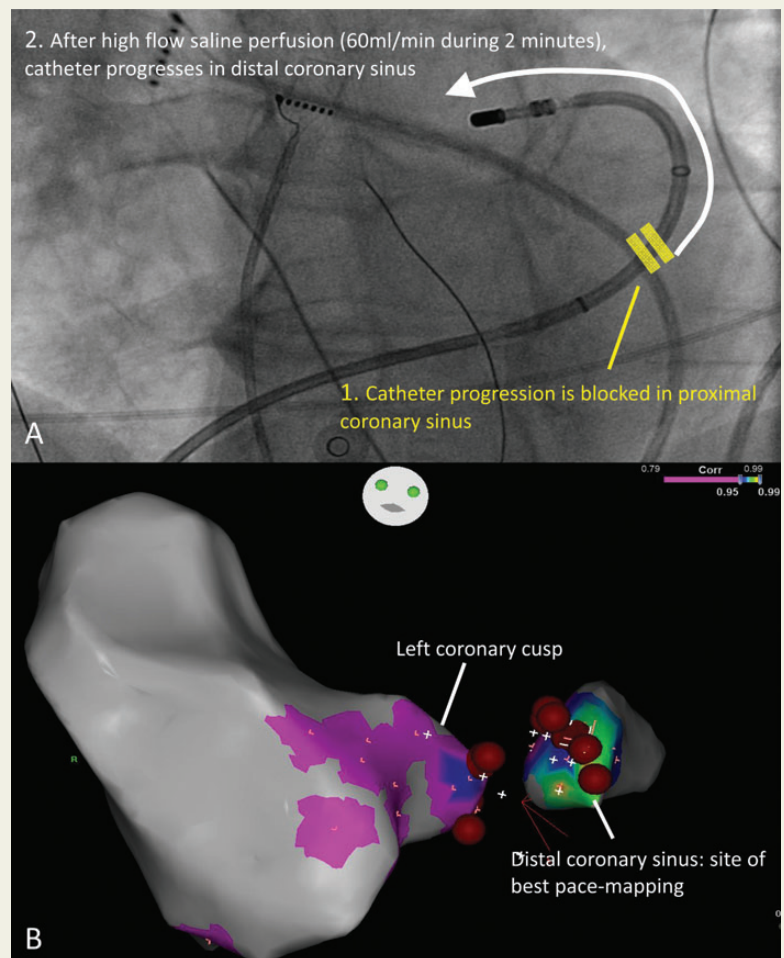 2. After high flow saline perfusion (60ml/min during 2 minutes),
catheter progresses in distal coronary sinus
1. Catheter progression is blocked in proximal
coronary sinus
A
0.79 Corr 0.99
0.95 0.99
Left coronary cusp
R
Distal coronary sinus: site of
best pace-mapping
0
B